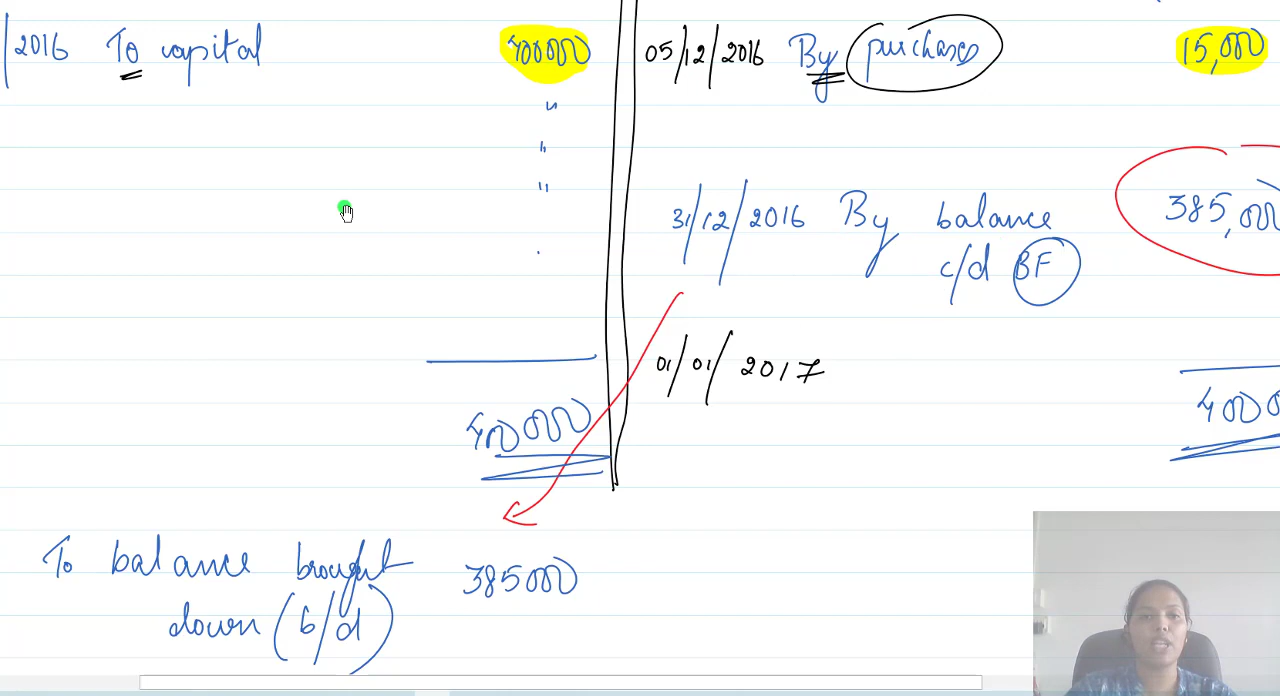 2016 To capital 400000 05/12/2016 By purchases 15,000
"
"
"
31/12/2016 By balance 385,000
c/d BF
01/01/2017
400000
To balance brought 385000
down (b/d)